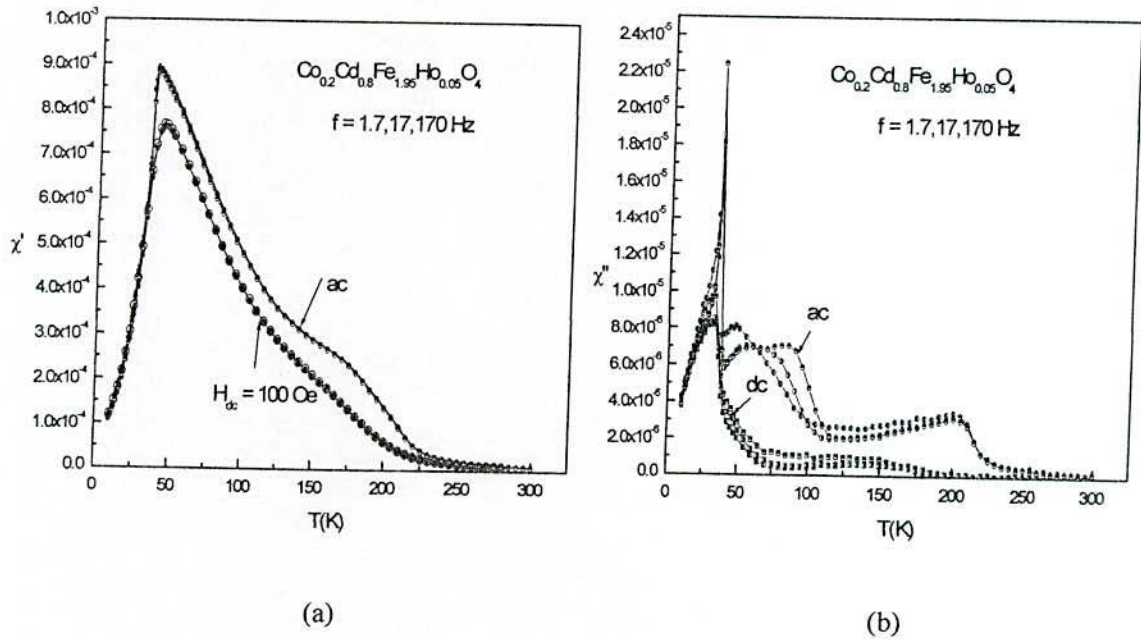 1.0x10⁻³
9.0x10⁻⁴
8.0x10⁻⁴
7.0x10⁻⁴
6.0x10⁻⁴
5.0x10⁻⁴
4.0x10⁻⁴
3.0x10⁻⁴
2.0x10⁻⁴
1.0x10⁻⁴
0.0
χ'
Co₀.₂Cd₀.₈Fe₁.₉₅Ho₀.₀₅O₄
f = 1.7,17,170 Hz
ac
H_dc = 100 Oe
0 50 100 150 200 250 300
T(K)
(a)
2.4x10⁻⁵
2.2x10⁻⁵
2.0x10⁻⁵
1.8x10⁻⁵
1.6x10⁻⁵
1.4x10⁻⁵
1.2x10⁻⁵
1.0x10⁻⁵
8.0x10⁻⁶
6.0x10⁻⁶
4.0x10⁻⁶
2.0x10⁻⁶
0.0
χ''
Co₀.₂Cd₀.₈Fe₁.₉₅Ho₀.₀₅O₄
f = 1.7,17,170 Hz
ac
dc
0 50 100 150 200 250 300
T(K)
(b)